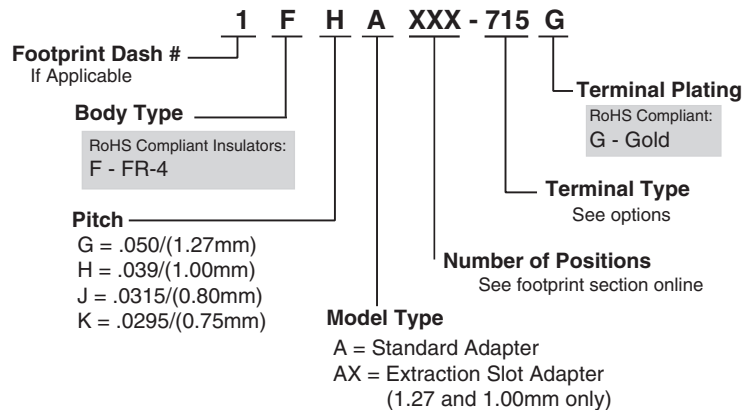 1 F H A XXX - 715 G
Footprint Dash #
If Applicable
Body Type
RoHS Compliant Insulators:
F - FR-4
Pitch
G = .050/(1.27mm)
H = .039/(1.00mm)
J = .0315/(0.80mm)
K = .0295/(0.75mm)
Model Type
A = Standard Adapter
AX = Extraction Slot Adapter
(1.27 and 1.00mm only)
Number of Positions
See footprint section online
Terminal Type
See options
Terminal Plating
RoHS Compliant:
G - Gold